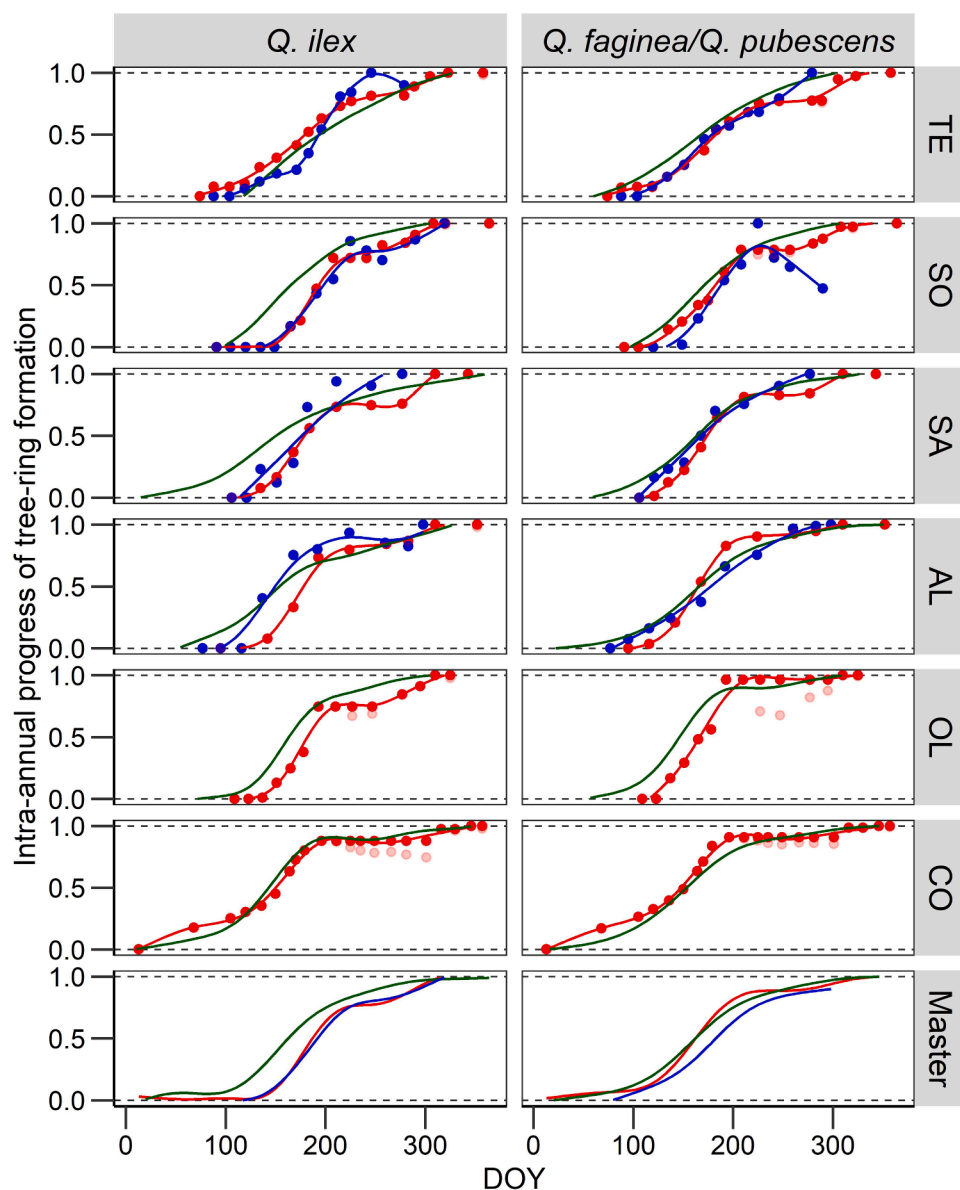 Q. ilex
Q. faginea/Q. pubescens
Intra-annual progress of tree-ring formation
1.0
0.5
0.0
TE
1.0
0.5
0.0
SO
1.0
0.5
0.0
SA
1.0
0.5
0.0
AL
1.0
0.5
0.0
OL
1.0
0.5
0.0
CO
1.0
0.5
0.0
Master
0 100 200 300 0 100 200 300
DOY